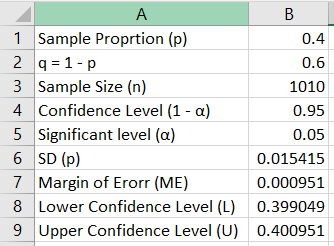 A B
1 Sample Proprtion (p) 0.4
2 q = 1 - p 0.6
3 Sample Size (n) 1010
4 Confidence Level (1 - α) 0.95
5 Significant level (α) 0.05
6 SD (p) 0.015415
7 Margin of Erorr (ME) 0.000951
8 Lower Confidence Level (L) 0.399049
9 Upper Confidence Level (U) 0.400951